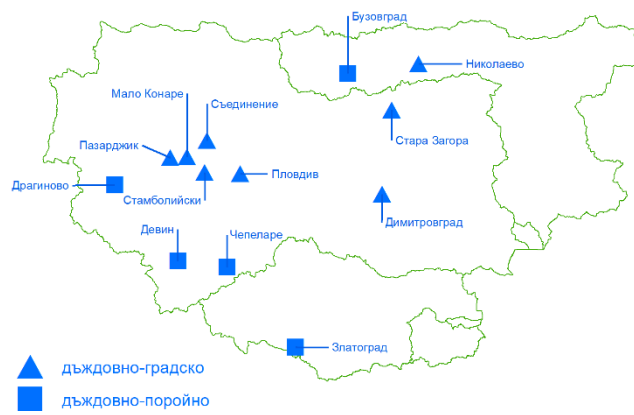 Бузовград
Николаево
Мало Конаре
Съединение
Пазарджик
Стара Загора
Драгиново
Стамболийски
Пловдив
Димитровград
Девин
Чепеларе
Златоград
дъждовно-градско
дъждовно-поройно